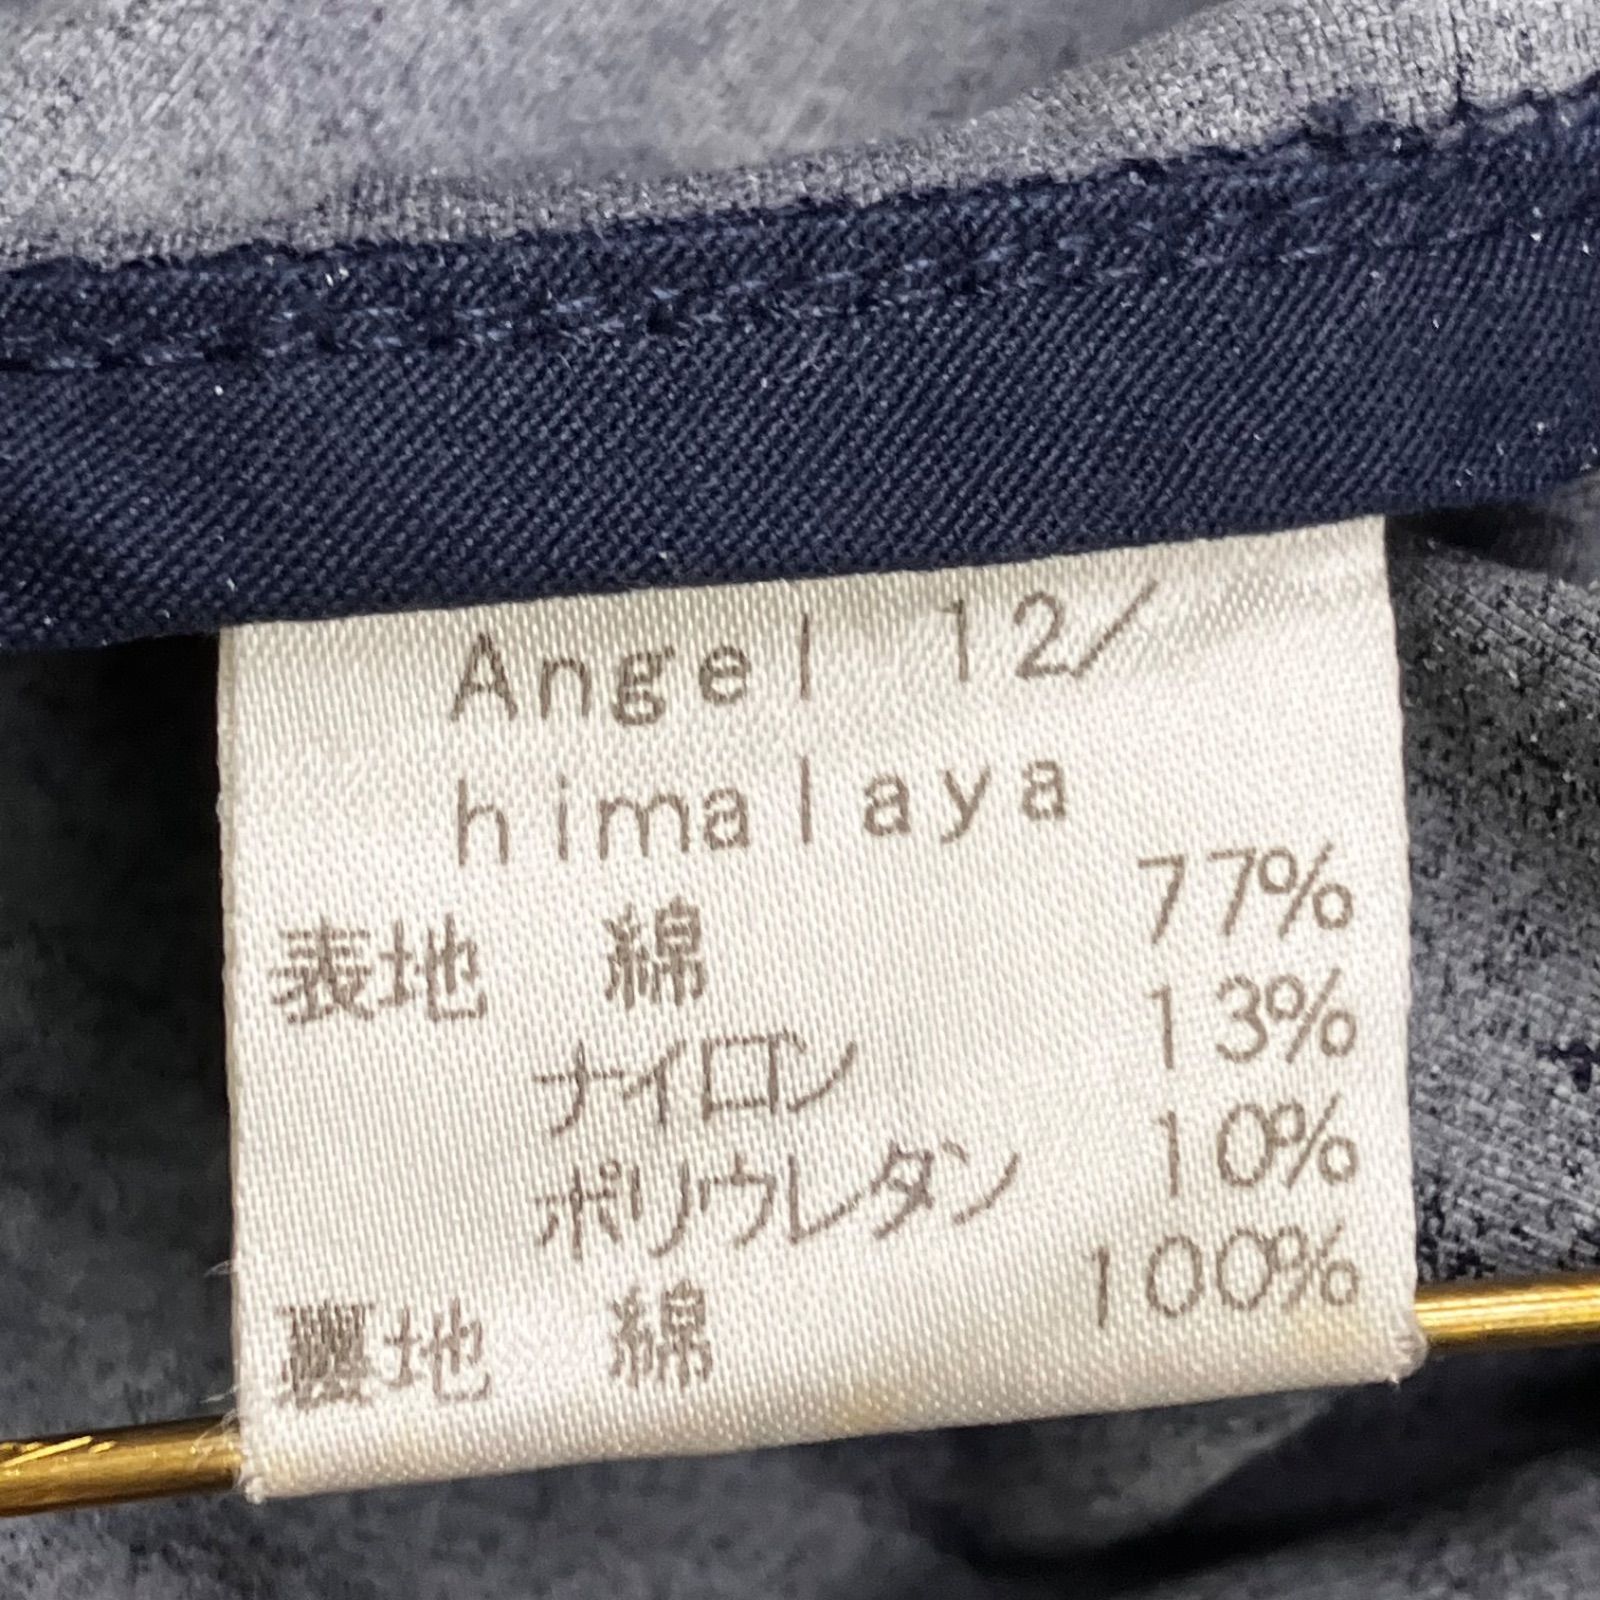 Angel 12/
himalaya
表地 綿 77%
ナイロン 13%
ポリウレタン 10%
裏地 綿 100%